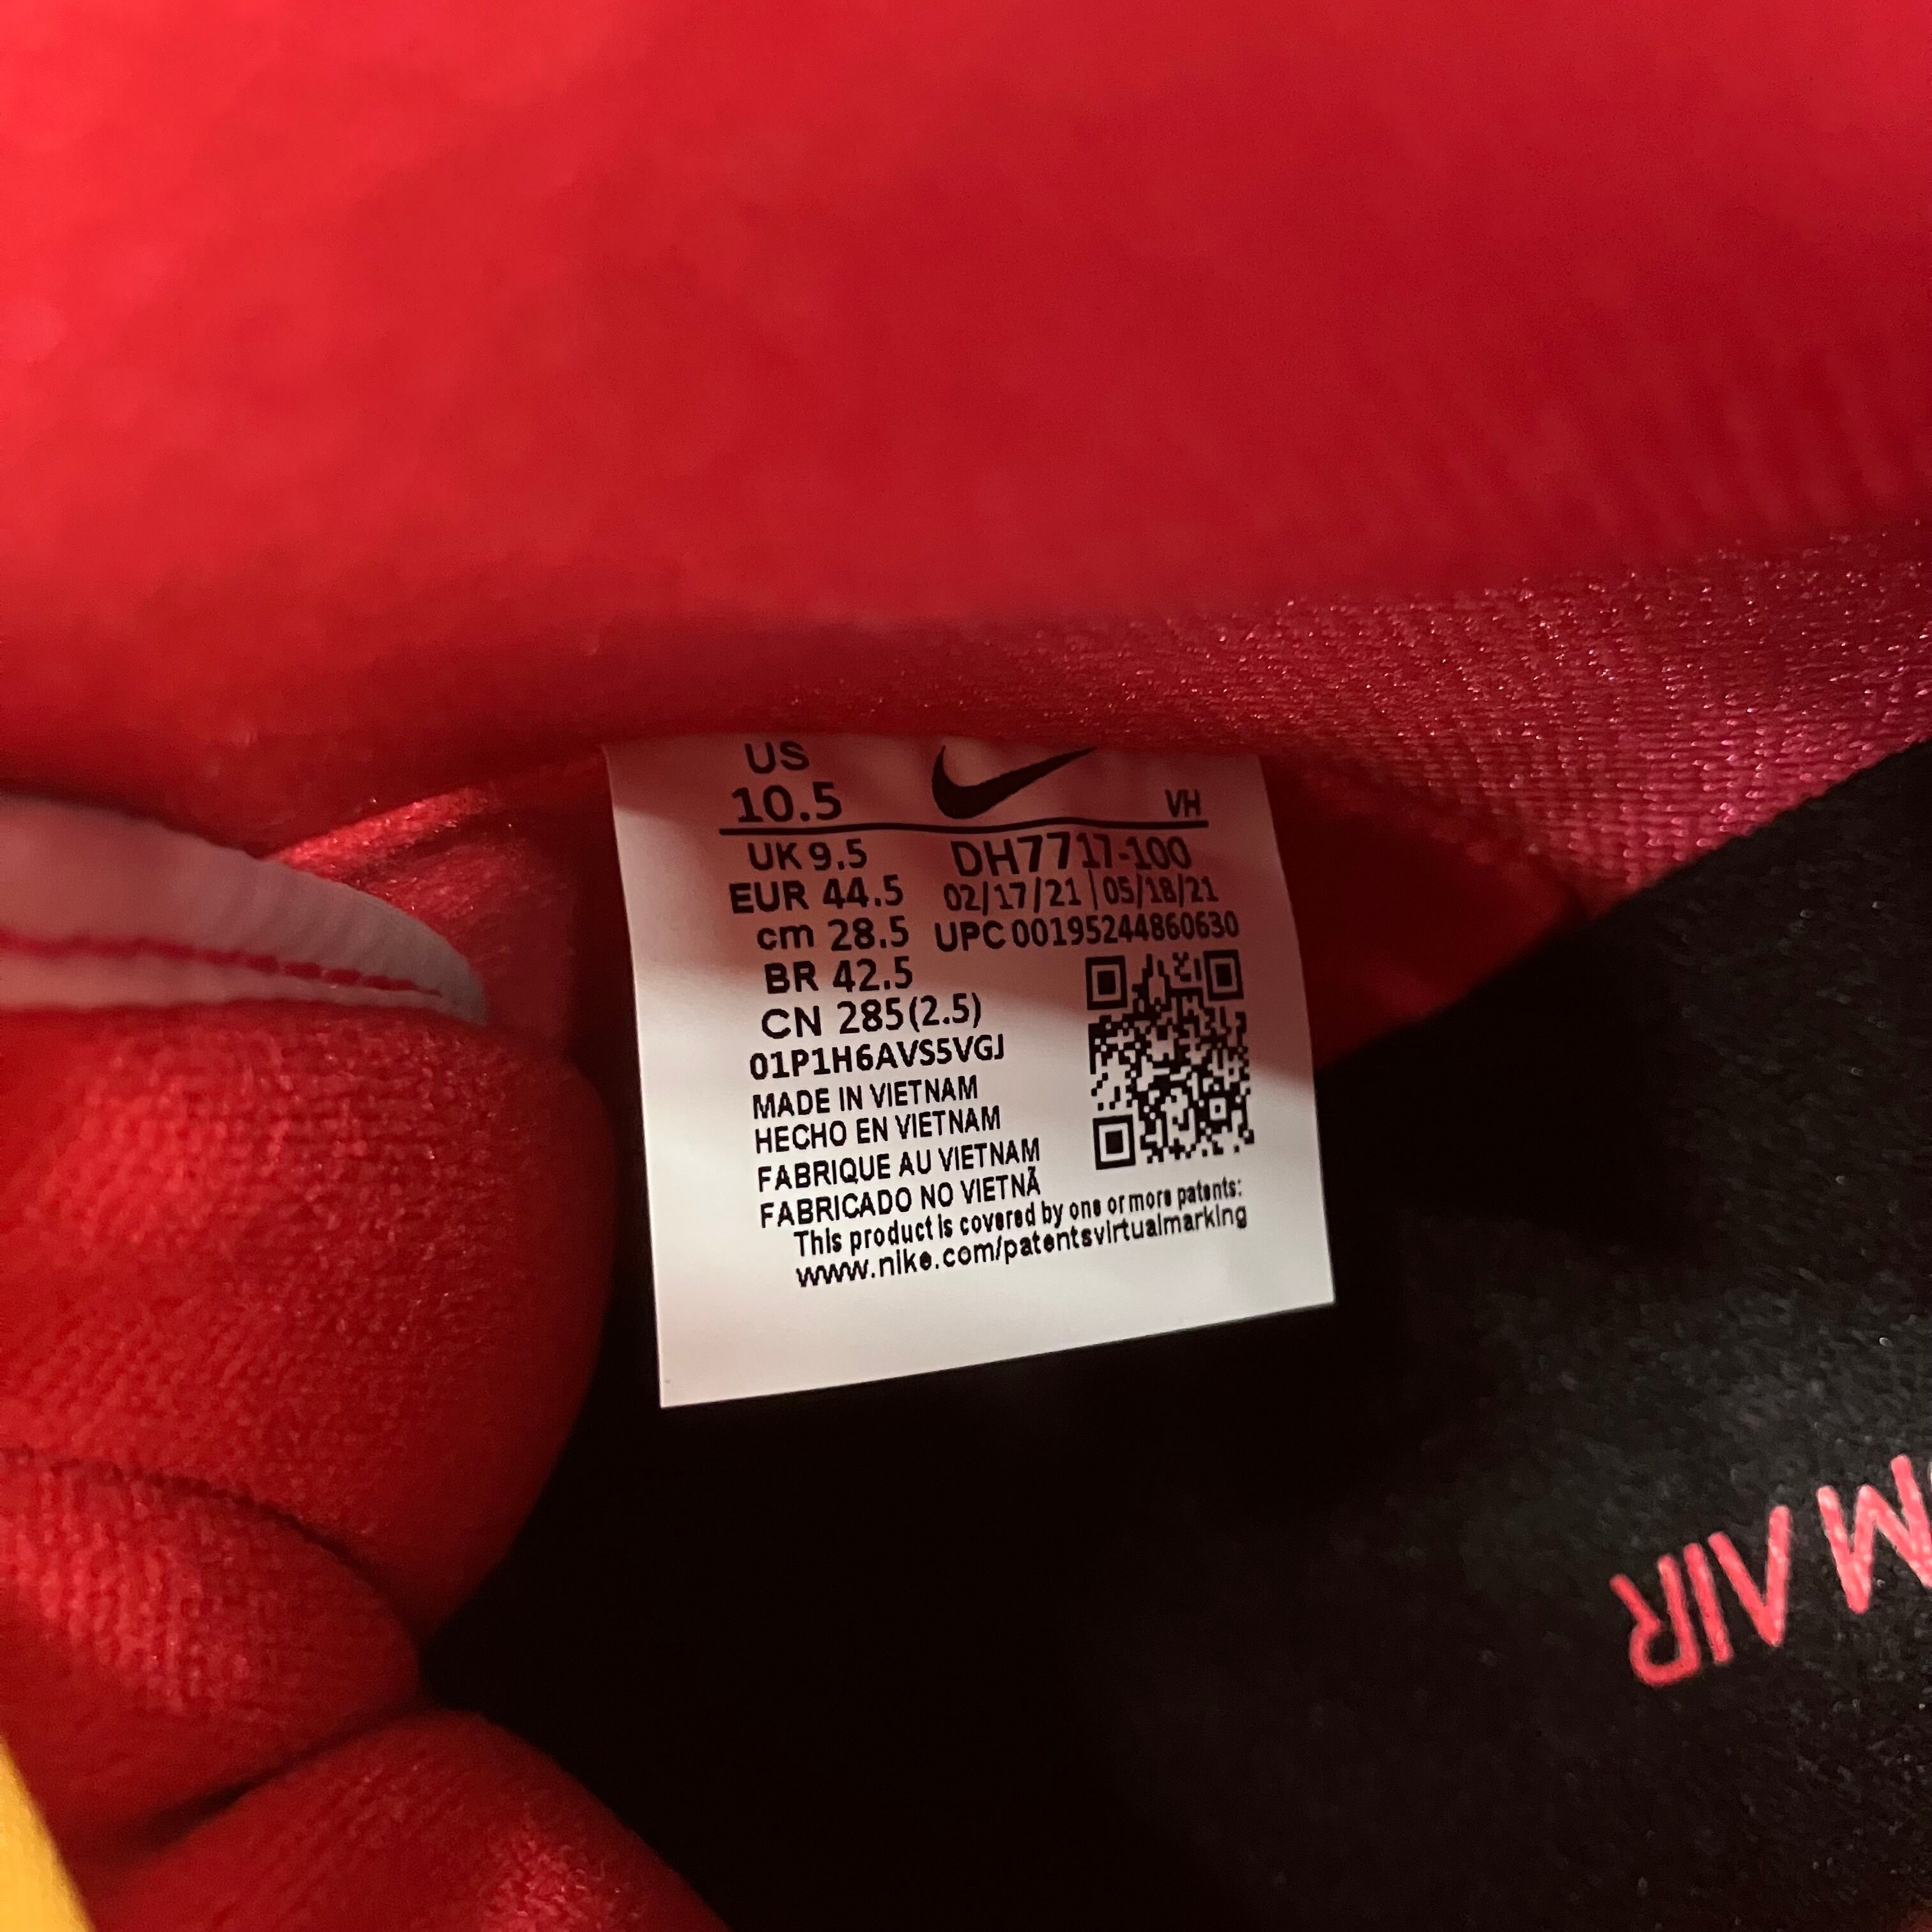 US
10.5
VH
UK 9.5 DH7717-100
EUR 44.5 02/17/21 | 05/18/21
cm 28.5 UPC 00195244860630
BR 42.5
CN 285(2.5)
01P1H6AVS5VGJ
MADE IN VIETNAM
HECHO EN VIETNAM
FABRIQUE AU VIETNAM
FABRICADO NO VIETNÃ
This product is covered by one or more patents:
www.nike.com/patentsvirtualmarking
AIR